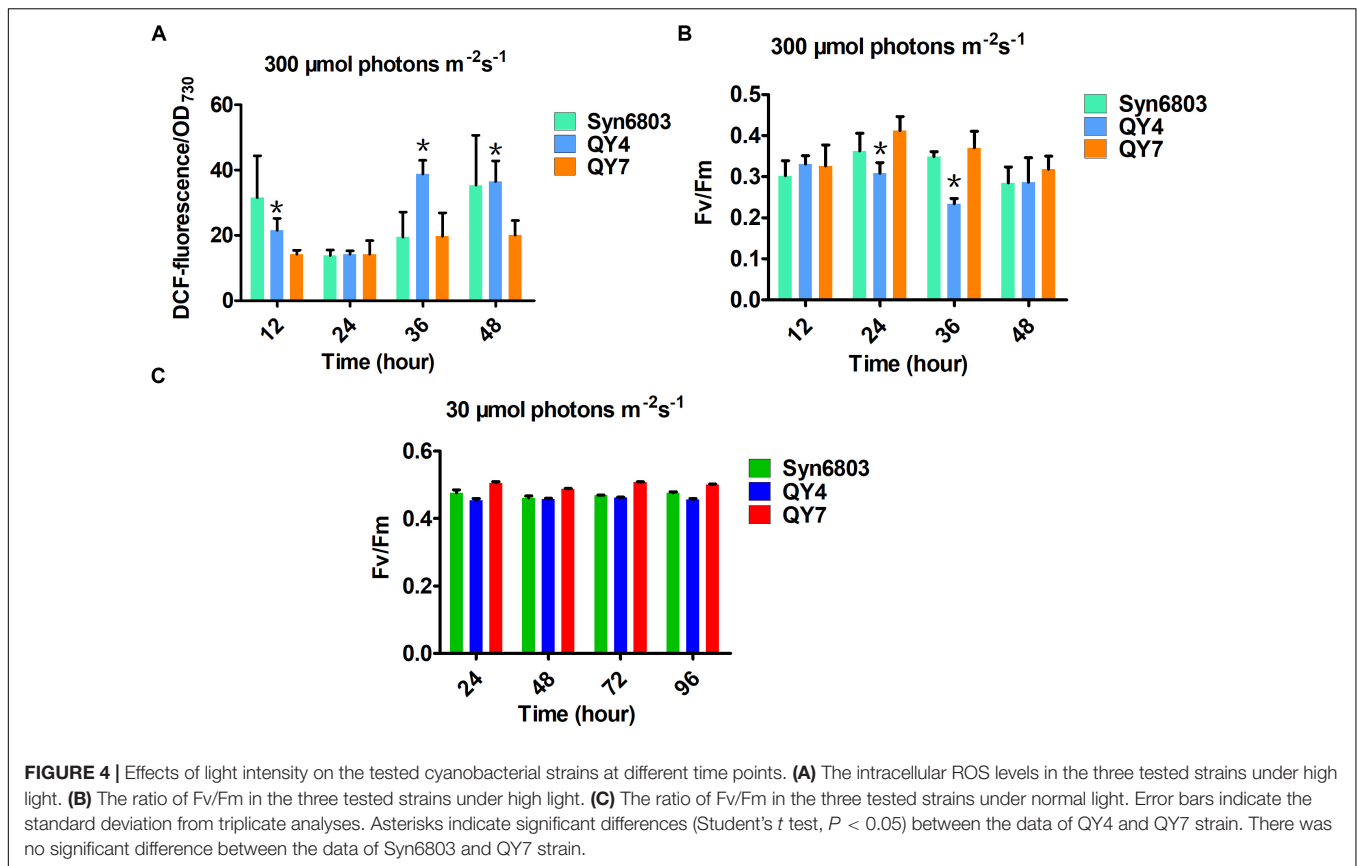 A
300 µmol photons m⁻²s⁻¹
DCF-fluorescence/OD₇₃₀
60
40
20
0
*
*
*
12
24
36
48
Time (hour)
Syn6803
QY4
QY7
B
300 µmol photons m⁻²s⁻¹
Fv/Fm
0.5
0.4
0.3
0.2
0.1
0.0
*
*
12
24
36
48
Time (hour)
Syn6803
QY4
QY7
C
30 µmol photons m⁻²s⁻¹
Fv/Fm
0.6
0.4
0.2
0.0
24
48
72
96
Time (hour)
Syn6803
QY4
QY7
FIGURE 4 | Effects of light intensity on the tested cyanobacterial strains at different time points. (A) The intracellular ROS levels in the three tested strains under high
light. (B) The ratio of Fv/Fm in the three tested strains under high light. (C) The ratio of Fv/Fm in the three tested strains under normal light. Error bars indicate the
standard deviation from triplicate analyses. Asterisks indicate significant differences (Student's t test, P < 0.05) between the data of QY4 and QY7 strain. There was
no significant difference between the data of Syn6803 and QY7 strain.